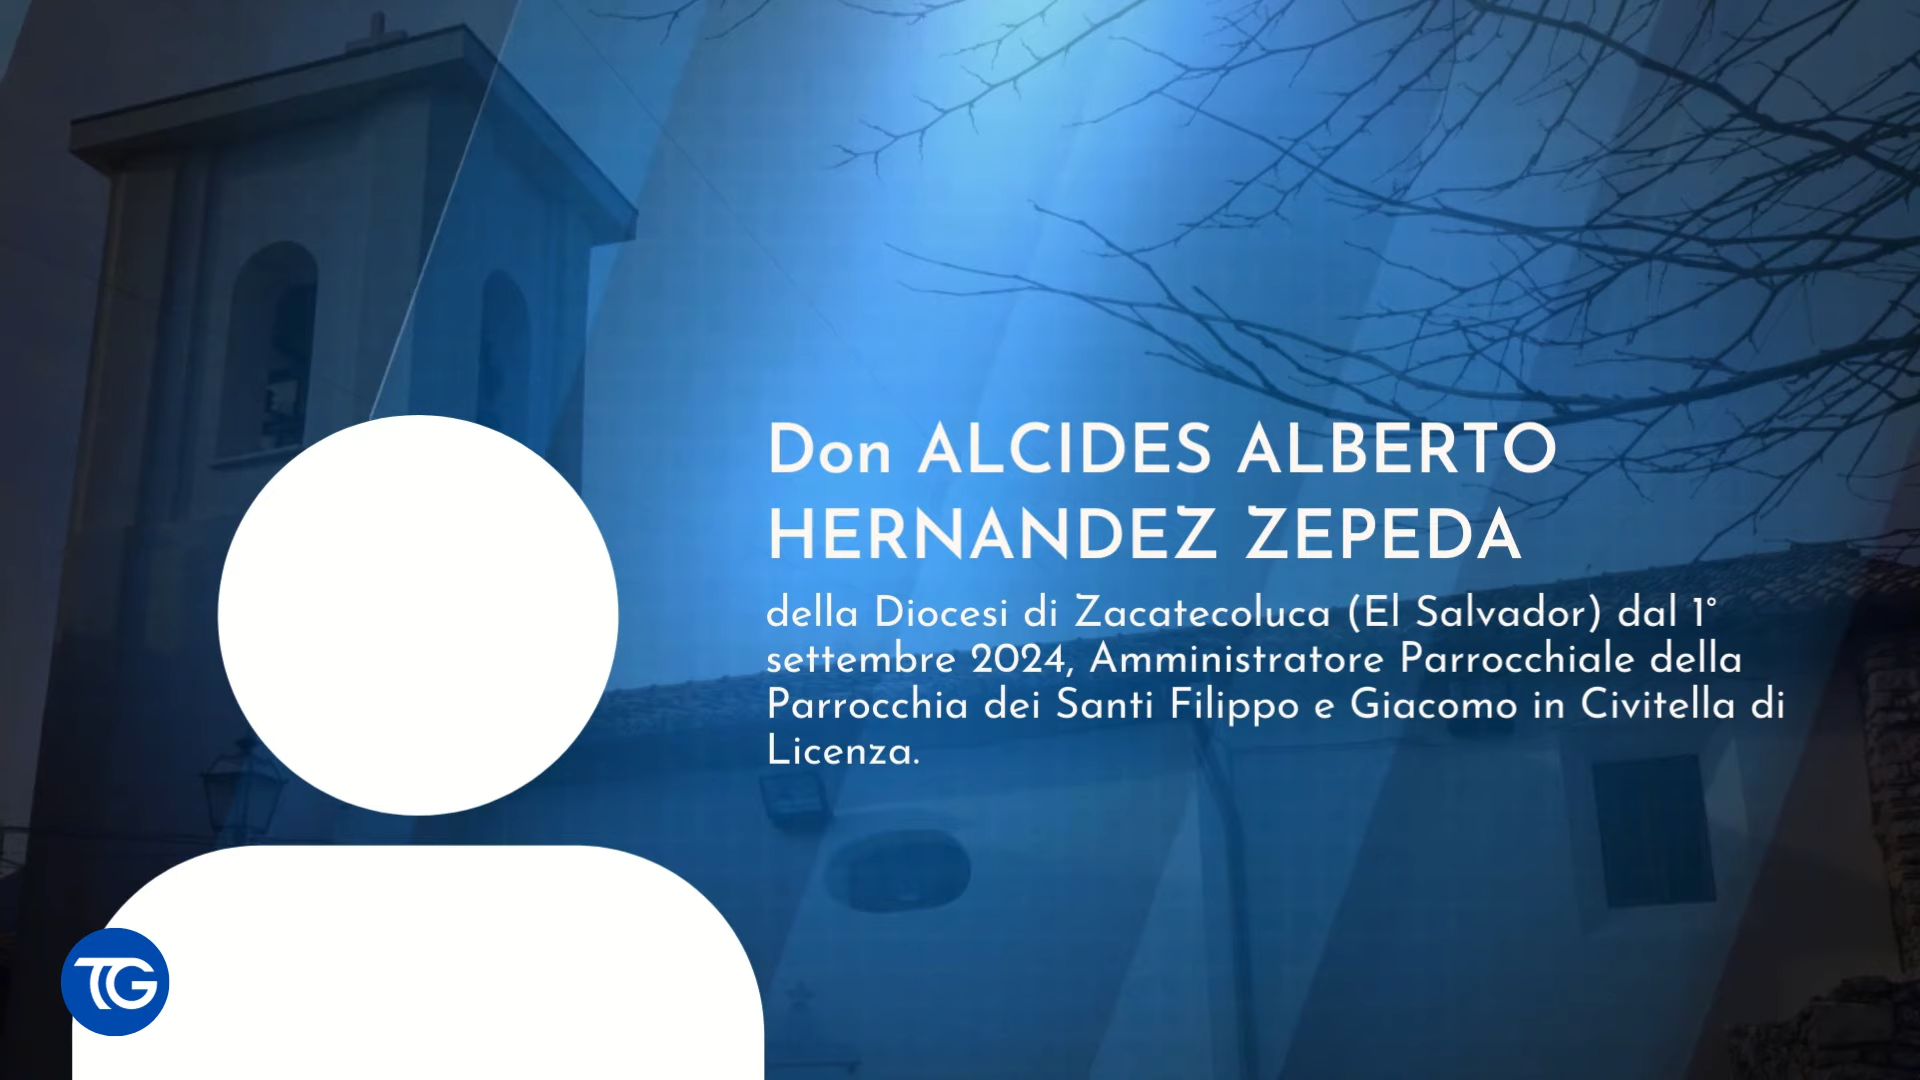 Don ALCIDES ALBERTO
HERNANDEZ ZEPEDA
della Diocesi di Zacatecoluca (El Salvador) dal 1°
settembre 2024, Amministratore Parrocchiale della
Parrocchia dei Santi Filippo e Giacomo in Civitella di
Licenza.
TG